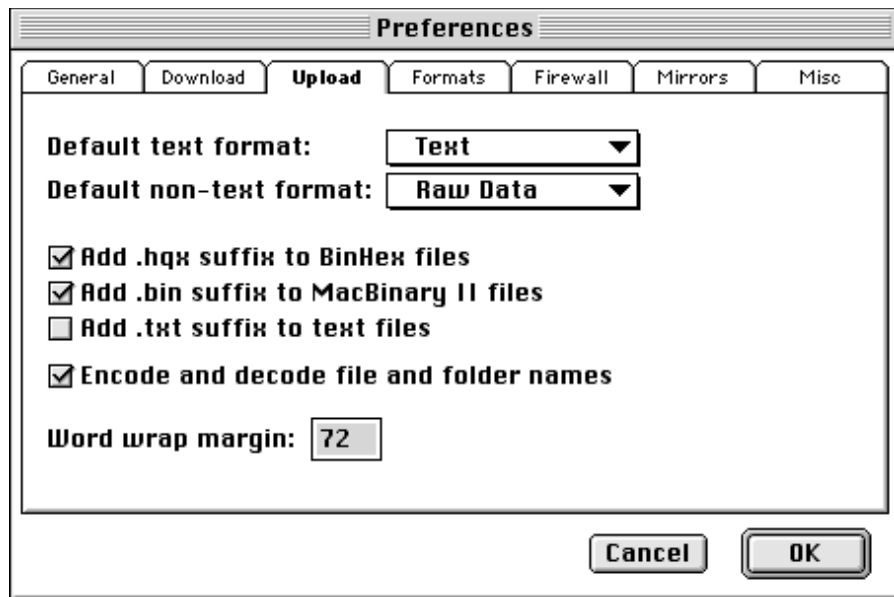 Preferences
General Download Upload Formats Firewall Mirrors Misc
Default text format: Text
Default non-text format: Raw Data
Add .hqx suffix to BinHex files
Add .bin suffix to MacBinary II files
Add .txt suffix to text files
Encode and decode file and folder names
Word wrap margin: 72
Cancel OK